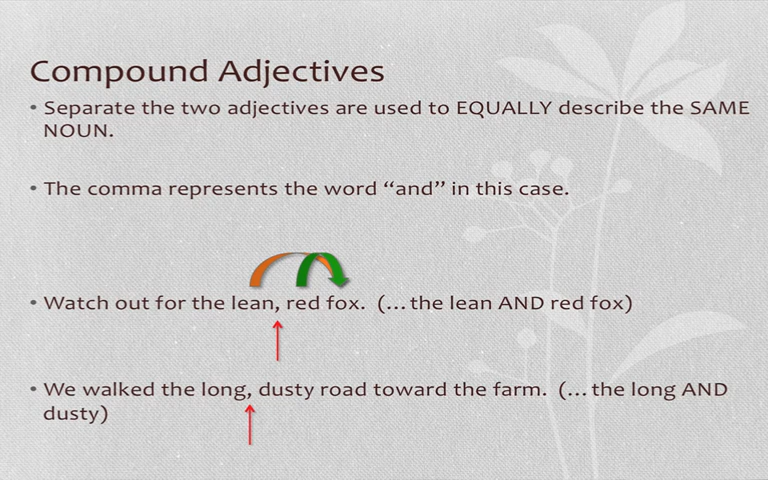 Compound Adjectives
• Separate the two adjectives are used to EQUALLY describe the SAME
NOUN.
• The comma represents the word “and” in this case.
• Watch out for the lean, red fox.  (…the lean AND red fox)
• We walked the long, dusty road toward the farm.  (…the long AND
dusty)